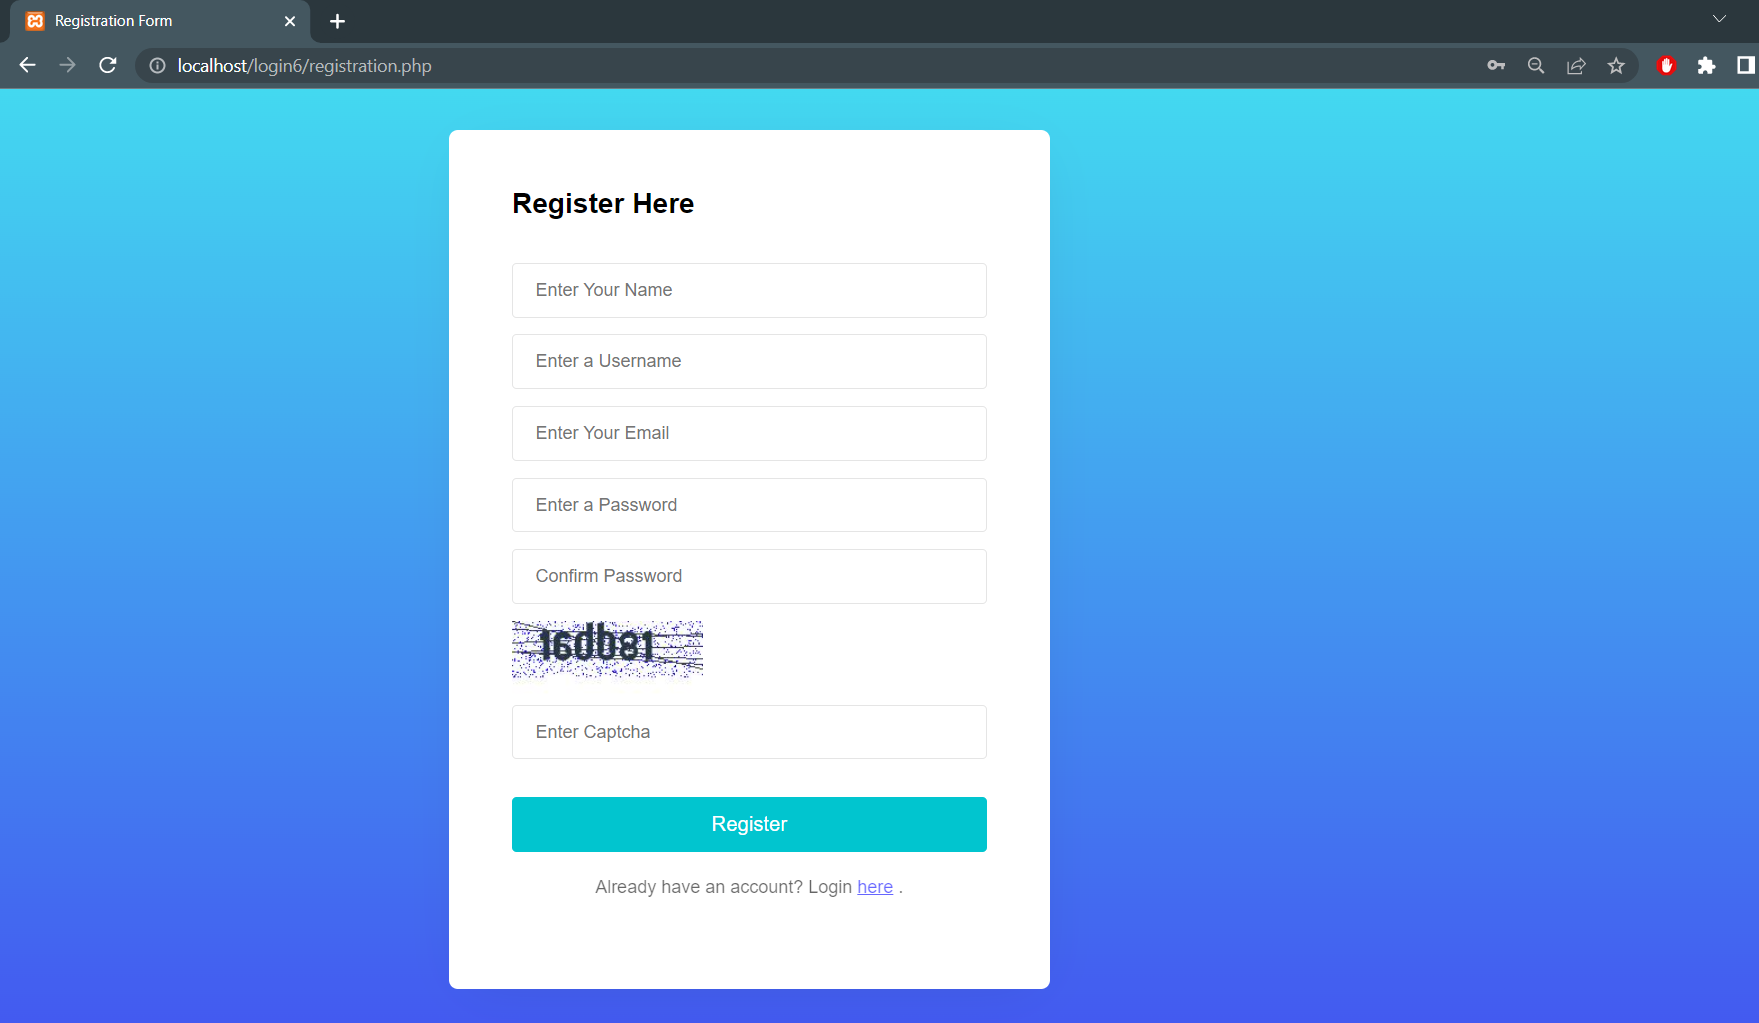 Registration Form
localhost/login6/registration.php
Register Here
Enter Your Name
Enter a Username
Enter Your Email
Enter a Password
Confirm Password
16db81
Enter Captcha
Register
Already have an account? Login here .